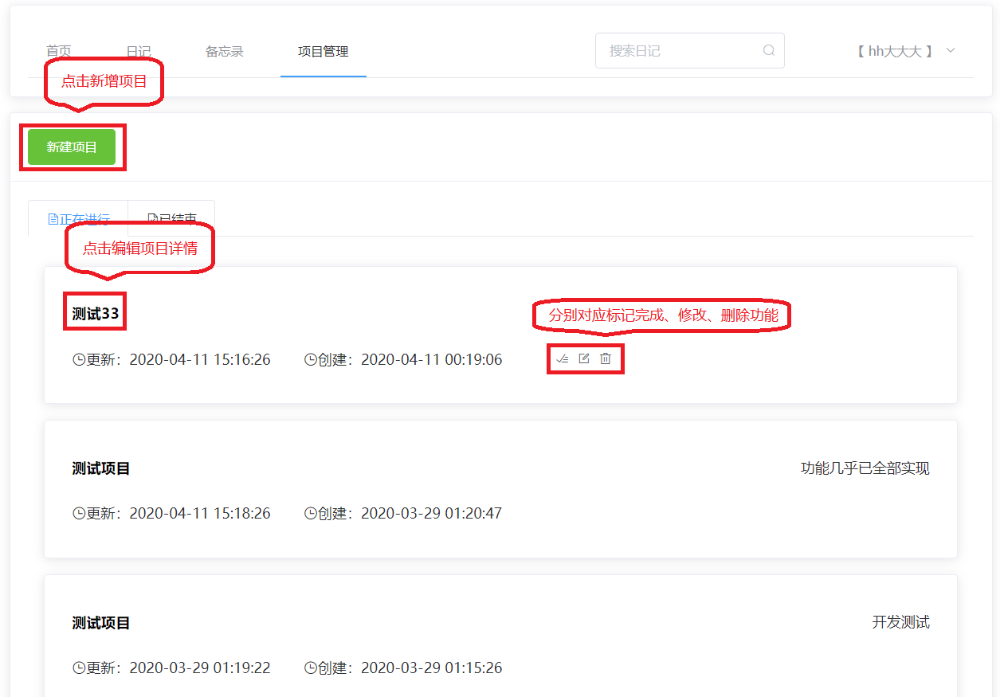 首页 日记 备忘录 项目管理 搜索日记 【 hh大大大 】
点击新增项目
新建项目
正在进行 已结束
点击编辑项目详情
测试33
分别对应标记完成、修改、删除功能
更新：2020-04-11 15:16:26 创建：2020-04-11 00:19:06
测试项目 功能几乎已全部实现
更新：2020-04-11 15:18:26 创建：2020-03-29 01:20:47
测试项目 开发测试
更新：2020-03-29 01:19:22 创建：2020-03-29 01:15:26